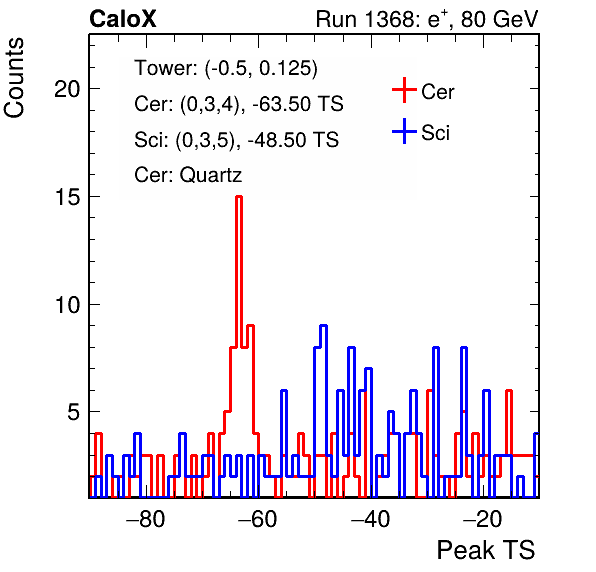 CaloX Run 1368: e⁺, 80 GeV
Counts
Tower: (-0.5, 0.125)
Cer: (0,3,4), -63.50 TS
Sci: (0,3,5), -48.50 TS
Cer: Quartz
Cer
Sci
20
15
10
5
−80 −60 −40 −20
Peak TS